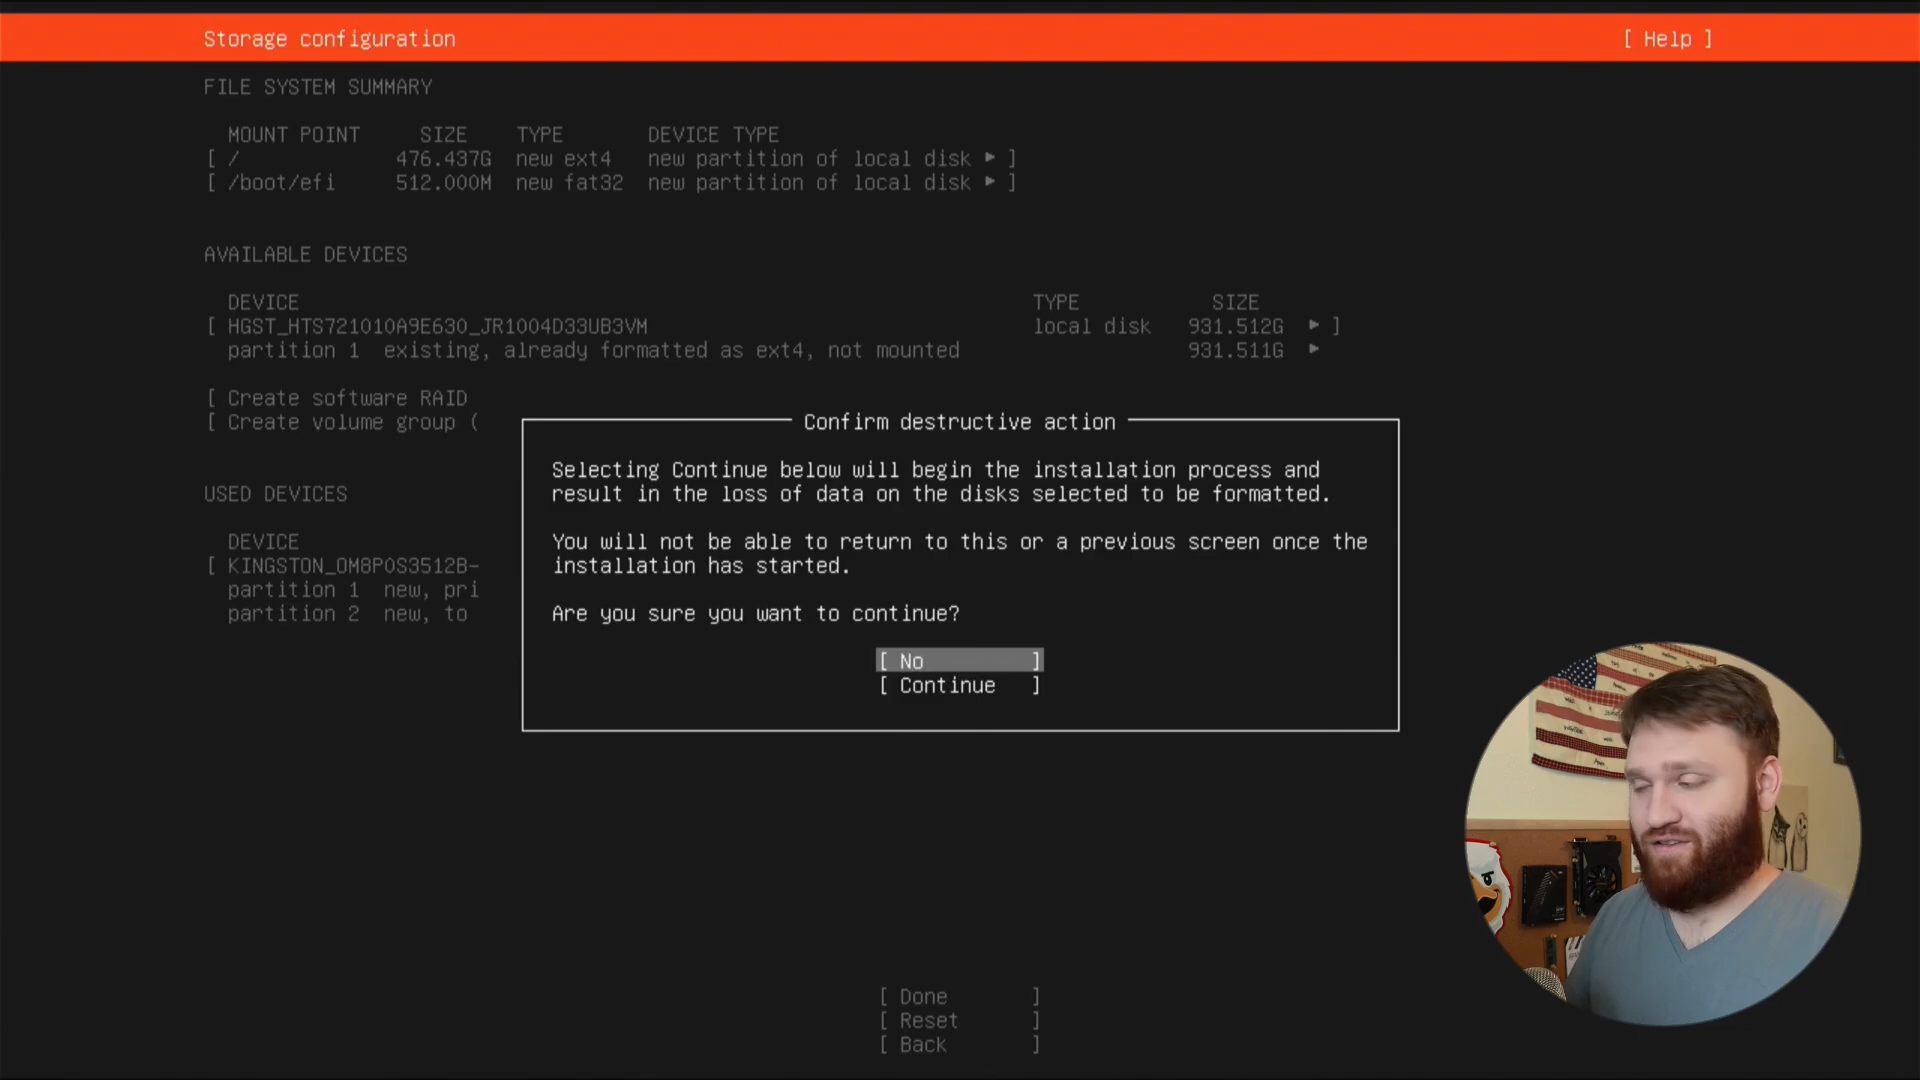 Storage configuration [ Help ]
FILE SYSTEM SUMMARY
MOUNT POINT SIZE TYPE DEVICE TYPE
[ / 476.437G new ext4 new partition of local disk ▸ ]
[ /boot/efi 512.000M new fat32 new partition of local disk ▸ ]
AVAILABLE DEVICES
DEVICE TYPE SIZE
[ HGST_HTS721010A9E630_JR1004D33UB3VM local disk 931.512G ▸ ]
partition 1 existing, already formatted as ext4, not mounted 931.511G ▸
[ Create software RAID
[ Create volume group (
USED DEVICES
DEVICE
[ KINGSTON_OM8P0S3512B-
partition 1 new, pri
partition 2 new, to
Confirm destructive action
Selecting Continue below will begin the installation process and
result in the loss of data on the disks selected to be formatted.
You will not be able to return to this or a previous screen once the
installation has started.
Are you sure you want to continue?
[ No ]
[ Continue ]
[ Done ]
[ Reset ]
[ Back ]